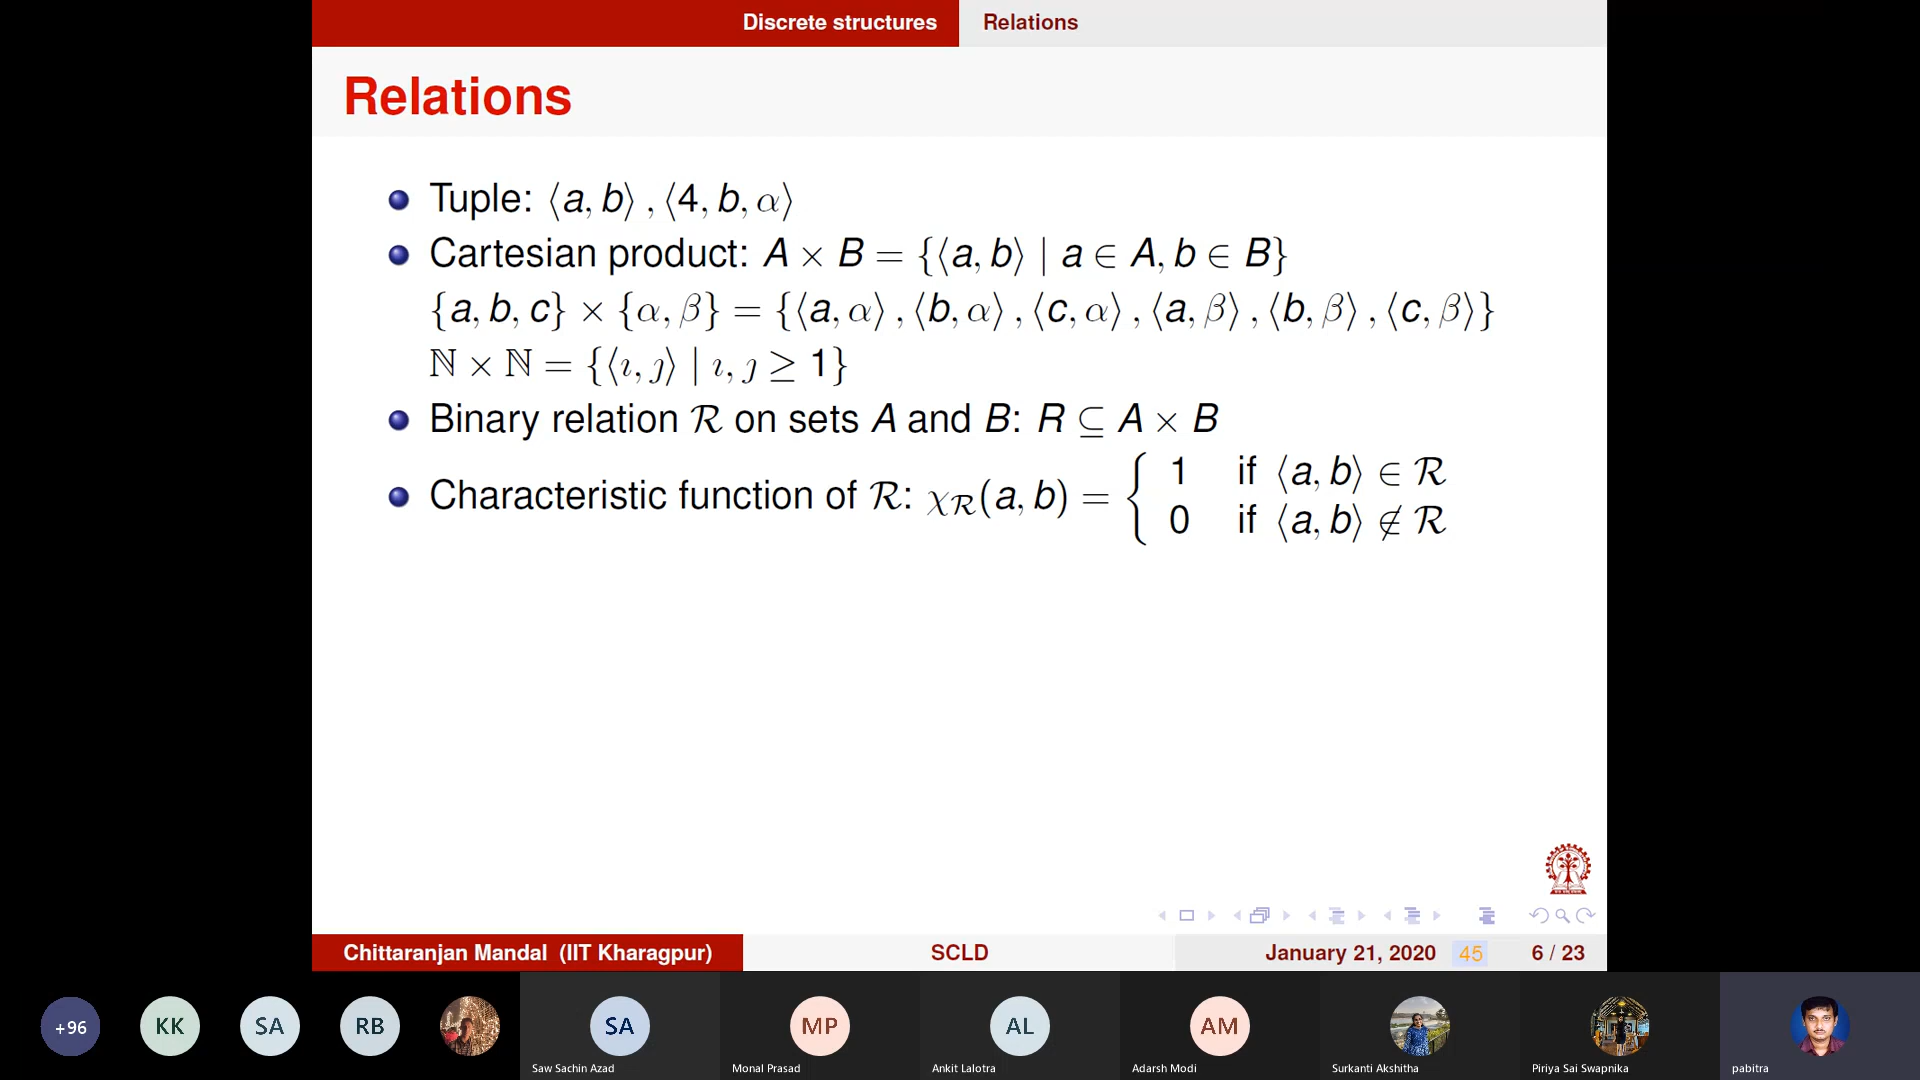 Discrete structures Relations
Relations
Tuple: ⟨a, b⟩ , ⟨4, b, α⟩
Cartesian product: A × B = {⟨a, b⟩ | a ∈ A, b ∈ B}
{a, b, c} × {α, β} = {⟨a, α⟩ , ⟨b, α⟩ , ⟨c, α⟩ , ⟨a, β⟩ , ⟨b, β⟩ , ⟨c, β⟩}
ℕ × ℕ = {⟨ı, ȷ⟩ | ı, ȷ ≥ 1}
Binary relation ℛ on sets A and B: R ⊆ A × B
Characteristic function of ℛ: χℛ(a, b) = { 1 if ⟨a, b⟩ ∈ ℛ
0 if ⟨a, b⟩ ∉ ℛ
Chittaranjan Mandal (IIT Kharagpur) SCLD January 21, 2020 45 6 / 23
+96 KK SA RB SA MP AL AM
Saw Sachin Azad Monal Prasad Ankit Lalotra Adarsh Modi Surkanti Akshitha Piriya Sai Swapnika pabitra